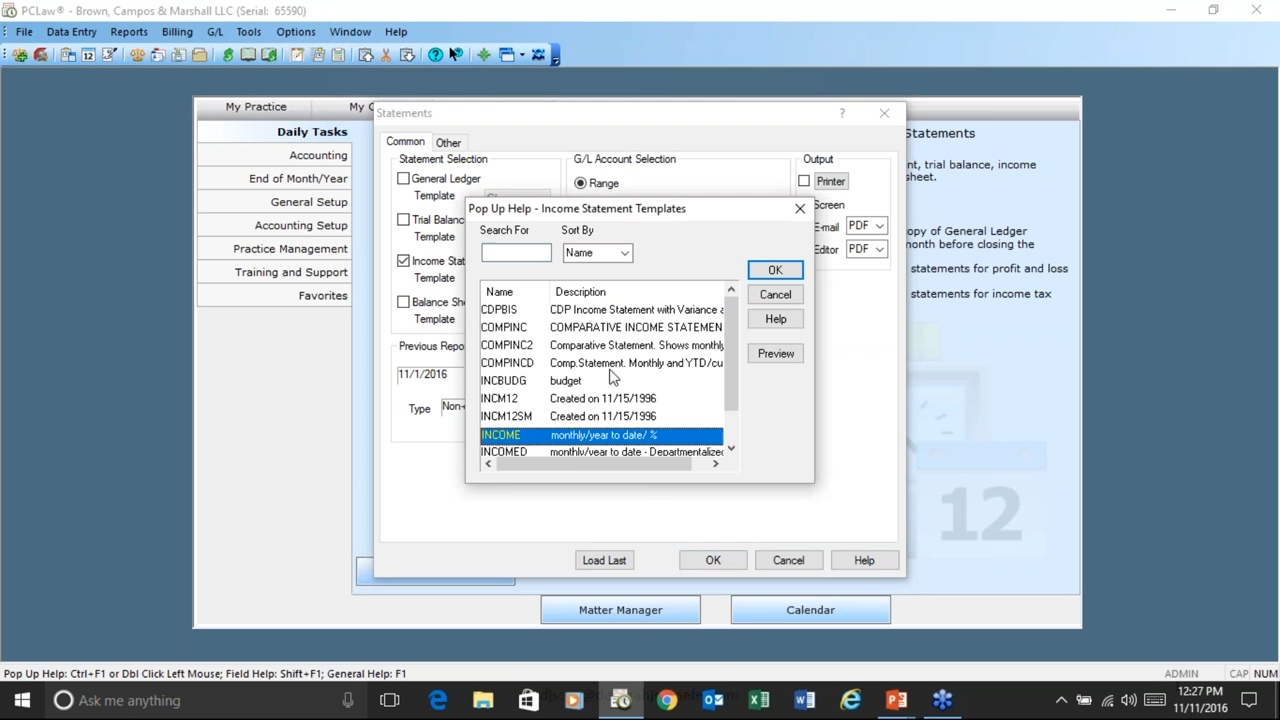 PCLaw® - Brown, Campos & Marshall LLC (Serial: 65590)
File Data Entry Reports Billing G/L Tools Options Window Help
My Practice
Daily Tasks
Accounting
End of Month/Year
General Setup
Accounting Setup
Practice Management
Training and Support
Favorites
Statements
Common Other
Statement Selection
General Ledger
Template
Trial Balanc
Template
Income Stat
Template
Balance She
Template
Previous Repo
11/1/2016
Type
G/L Account Selection
Range
Output
Printer
Screen
E-mail PDF
Editor PDF
Load Last OK Cancel Help
Pop Up Help - Income Statement Templates
Search For Sort By
Name
OK
Cancel
Help
Preview
Name Description
CDPBIS CDP Income Statement with Variance
COMPINC COMPARATIVE INCOME STATEMEN
COMPINC2 Comparative Statement. Shows monthly
COMPINCD Comp.Statement. Monthly and YTD/cu
INCBUDG budget
INCM12 Created on 11/15/1996
INCM12SM Created on 11/15/1996
INCOME monthly/year to date/ %
INCOMED monthly/year to date - Departmentalized
Statements
nt, trial balance, income
sheet.
opy of General Ledger
month before closing the
statements for profit and loss
statements for income tax
12
Matter Manager Calendar
Pop Up Help: Ctrl+F1 or Dbl Click Left Mouse; Field Help: Shift+F1; General Help: F1
ADMIN CAP NUM
Ask me anything
12:27 PM
11/11/2016